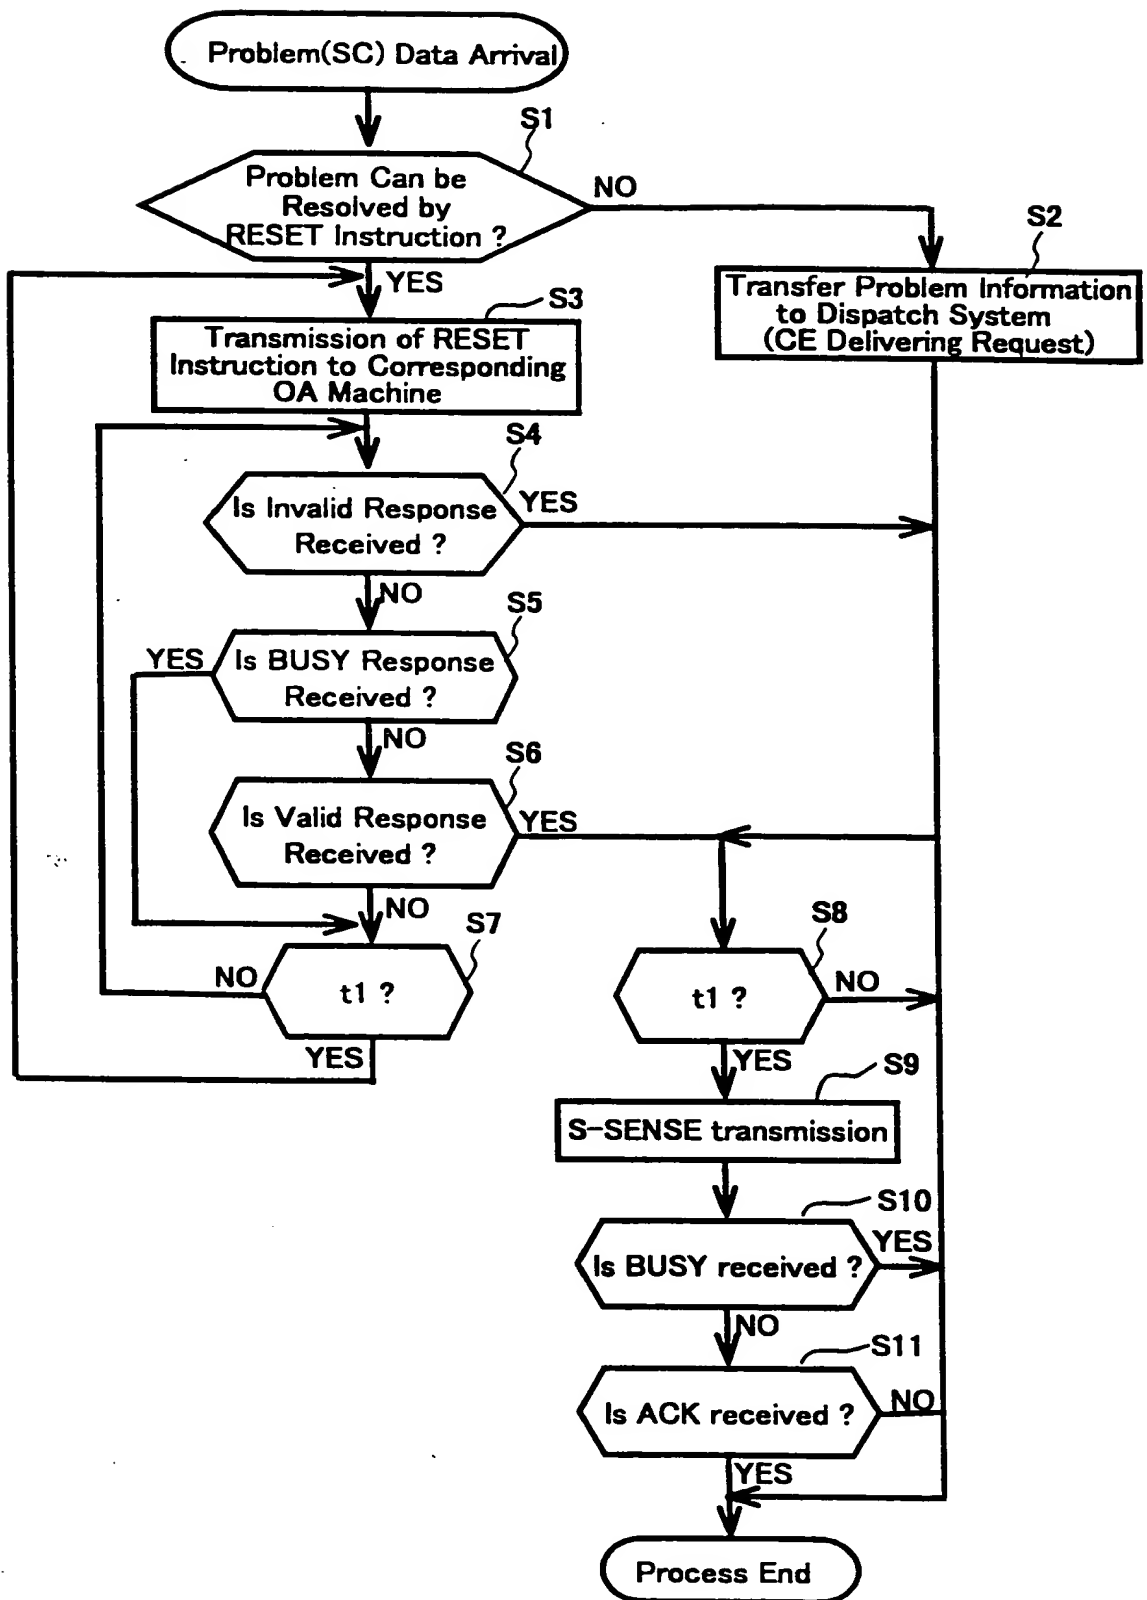 Problem(SC) Data Arrival
S1
Problem Can be
Resolved by
RESET Instruction ?
NO
S2
Transfer Problem Information
to Dispatch System
(CE Delivering Request)
YES
S3
Transmission of RESET
Instruction to Corresponding
OA Machine
S4
Is Invalid Response
Received ?
YES
NO
S5
Is BUSY Response
Received ?
YES
NO
S6
Is Valid Response
Received ?
YES
NO
S7
t1 ?
NO
YES
S8
t1 ?
NO
YES
S9
S-SENSE transmission
S10
Is BUSY received ?
YES
NO
S11
Is ACK received ?
NO
YES
Process End